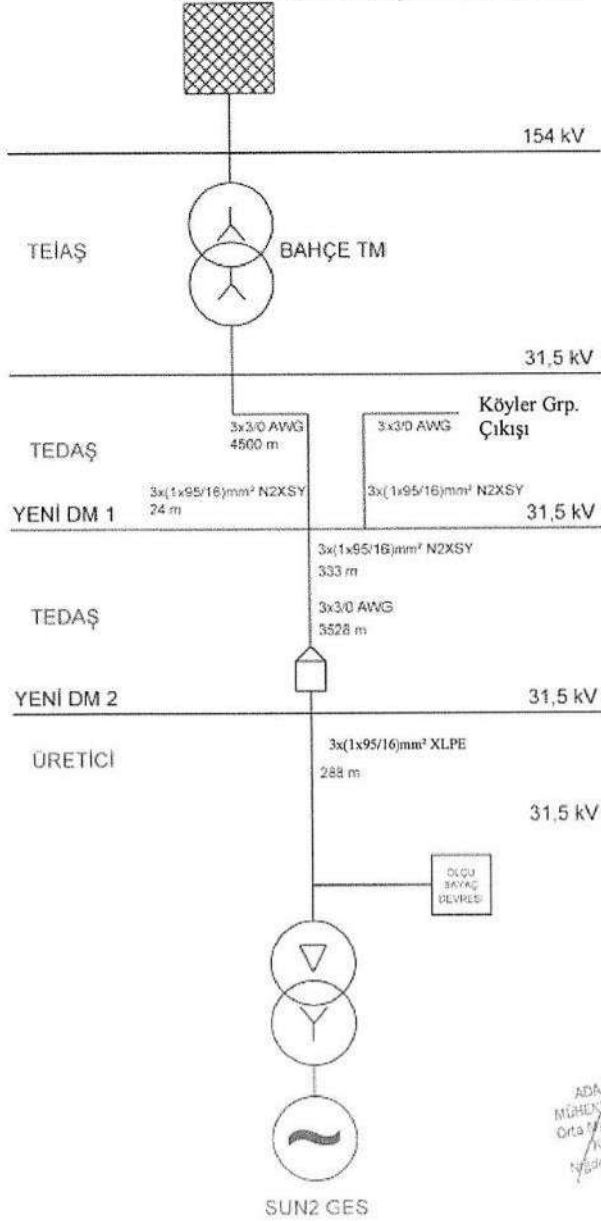 154 kV
TEİAŞ
BAHÇE TM
31,5 kV
3x3/0 AWG
4500 m
3x3/0 AWG
Köyler Grp.
Çıkışı
TEDAŞ
3x(1x95/16)mm² N2XSY
24 m
3x(1x95/16)mm² N2XSY
YENİ DM 1
31,5 kV
3x(1x95/16)mm² N2XSY
333 m
TEDAŞ
3x3/0 AWG
3528 m
YENİ DM 2
31,5 kV
ÜRETİCİ
3x(1x95/16)mm² XLPE
288 m
31,5 kV
ÖLÇÜ
SAYAÇ
DEVRESİ
ADA
Orta
SUN2 GES